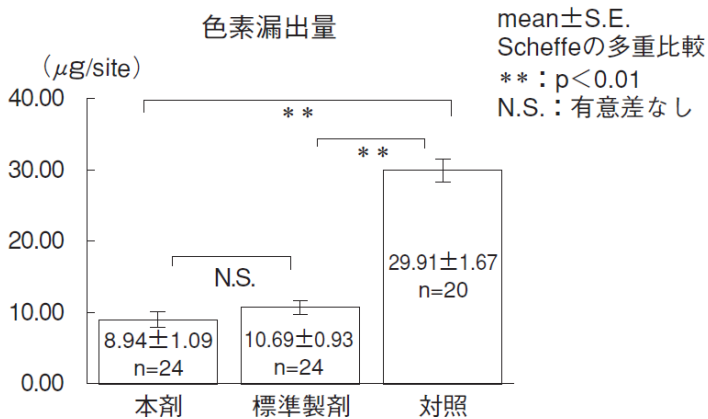 色素漏出量
mean±S.E.
Scheffeの多重比較
**：p＜0.01
N.S.：有意差なし
（μg/site）
40.00
30.00
20.00
10.00
0.00
**
**
N.S.
8.94±1.09
n=24
10.69±0.93
n=24
29.91±1.67
n=20
本剤
標準製剤
対照